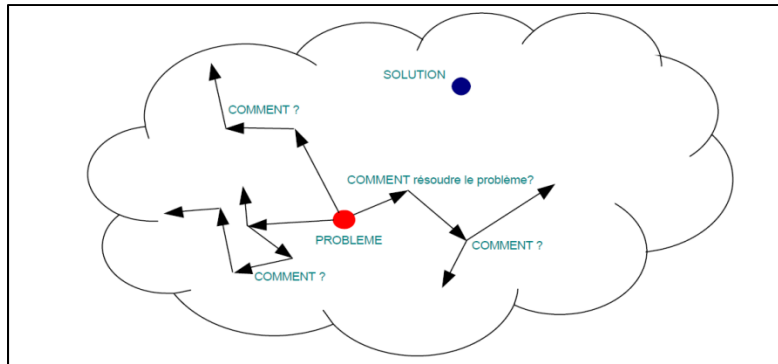 SOLUTION
COMMENT ?
COMMENT résoudre le problème?
PROBLEME
COMMENT ?
COMMENT ?